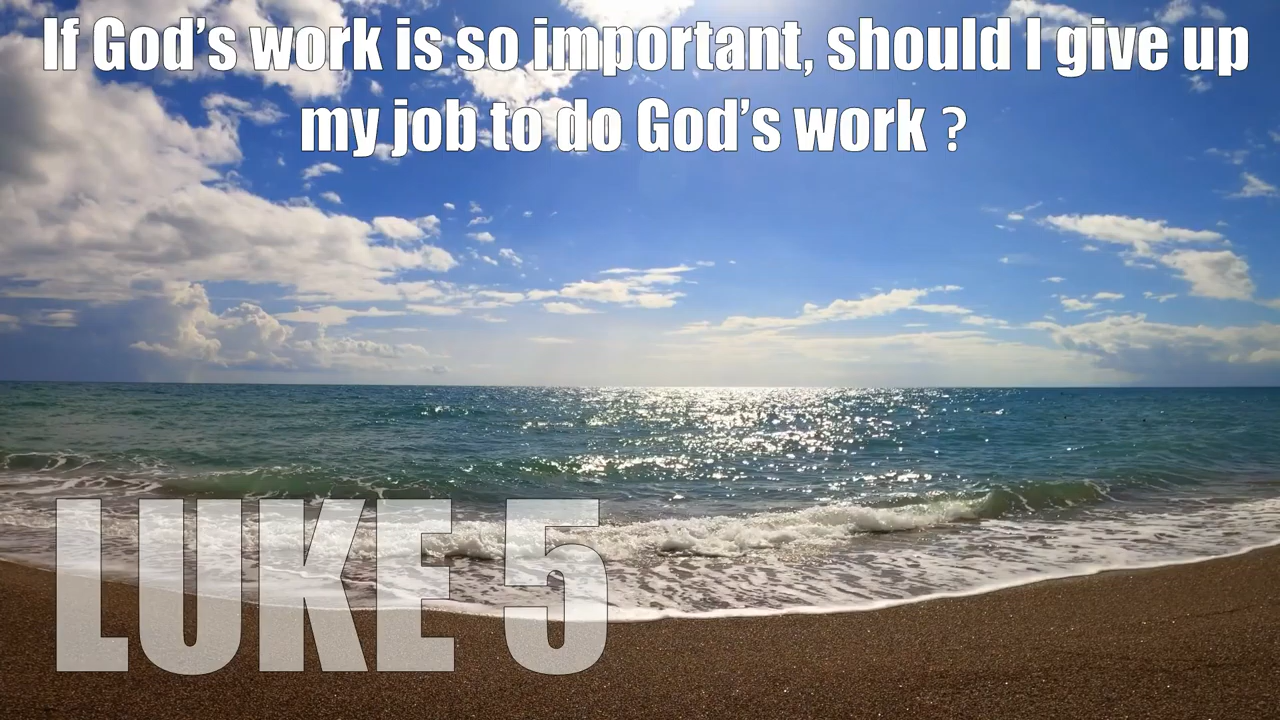 If God’s work is so important, should I give up
my job to do God’s work ?
LUKE 5